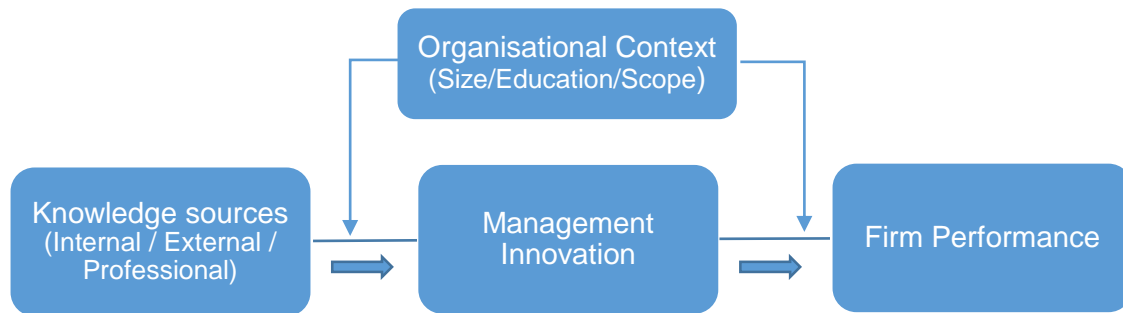 Organisational Context
(Size/Education/Scope)
Knowledge sources
(Internal / External /
Professional)
Management
Innovation
Firm Performance